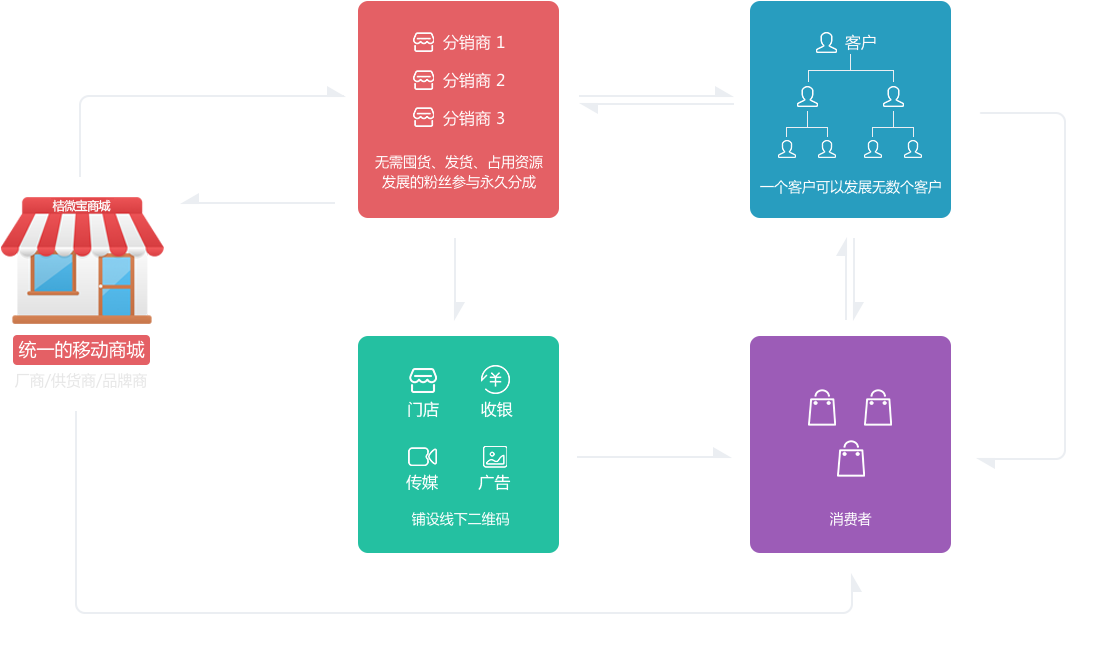 桔微宝商城
统一的移动商城
厂商/供货商/品牌商
分销商 1
分销商 2
分销商 3
无需囤货、发货、占用资源
发展的粉丝参与永久分成
客户
一个客户可以发展无数个客户
门店
收银
传媒
广告
铺设线下二维码
消费者